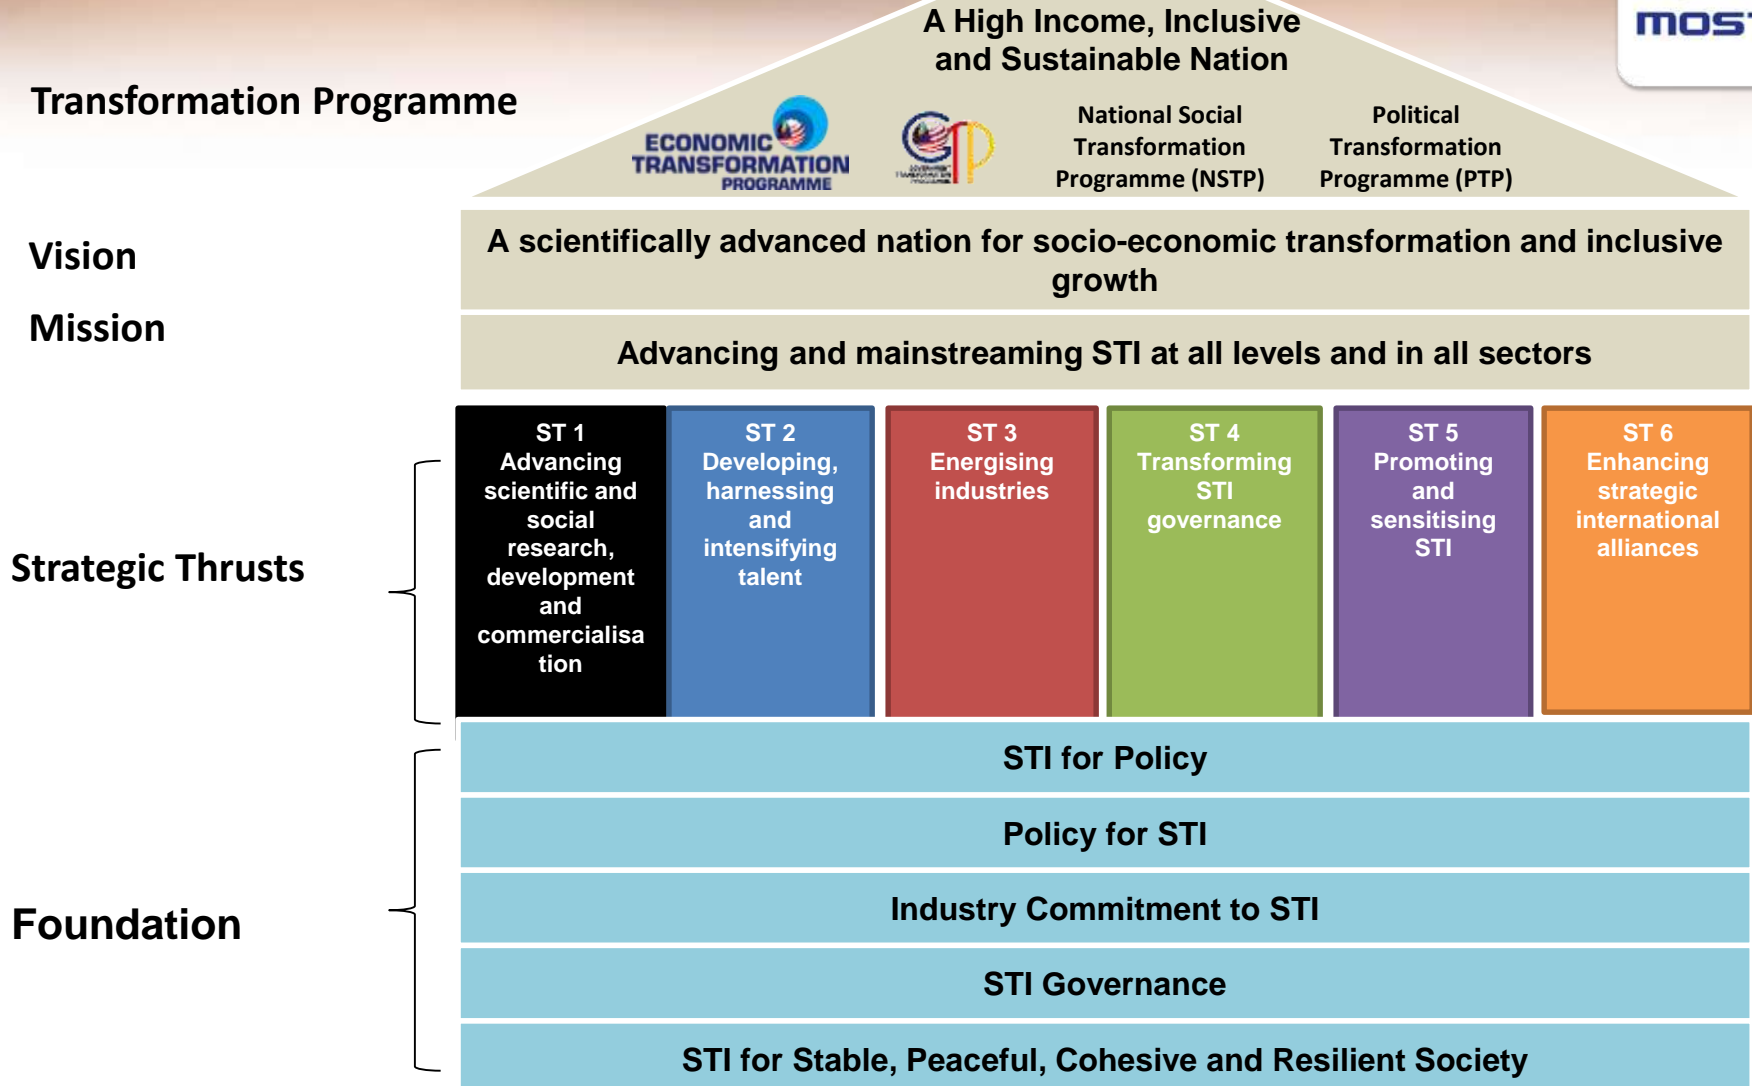 A High Income, Inclusive
and Sustainable Nation
Transformation Programme
ECONOMIC
TRANSFORMATION
PROGRAMME
GTP
National Social
Transformation
Programme (NSTP)
Political
Transformation
Programme (PTP)
Vision
A scientifically advanced nation for socio-economic transformation and inclusive
growth
Mission
Advancing and mainstreaming STI at all levels and in all sectors
Strategic Thrusts
ST 1
Advancing
scientific and
social
research,
development
and
commercialisa
tion
ST 2
Developing,
harnessing
and
intensifying
talent
ST 3
Energising
industries
ST 4
Transforming
STI
governance
ST 5
Promoting
and
sensitising
STI
ST 6
Enhancing
strategic
international
alliances
Foundation
STI for Policy
Policy for STI
Industry Commitment to STI
STI Governance
STI for Stable, Peaceful, Cohesive and Resilient Society